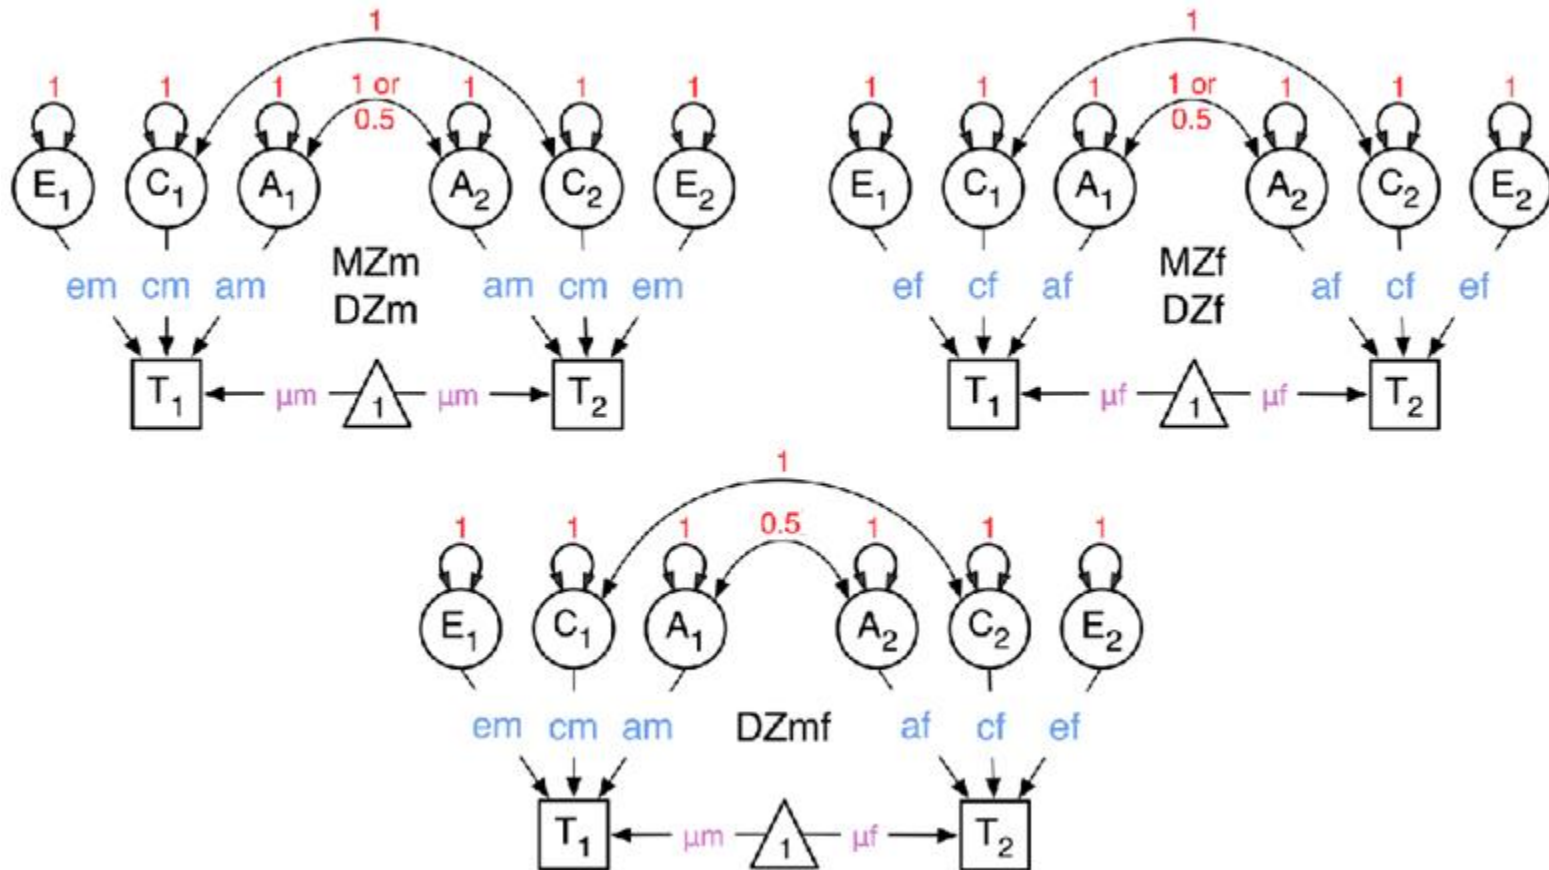 1 1
1 1 1 1 or 0.5 1 1 1 1 1 1 1 or 0.5 1 1 1
E1 C1 A1 A2 C2 E2 E1 C1 A1 A2 C2 E2
MZm MZf
em cm am am cm em ef cf af af cf ef
DZm DZf
T1 μm 1 μm T2 T1 μf 1 μf T2
1
1 1 1 0.5 1 1 1
E1 C1 A1 A2 C2 E2
em cm am DZmf af cf ef
T1 μm 1 μf T2